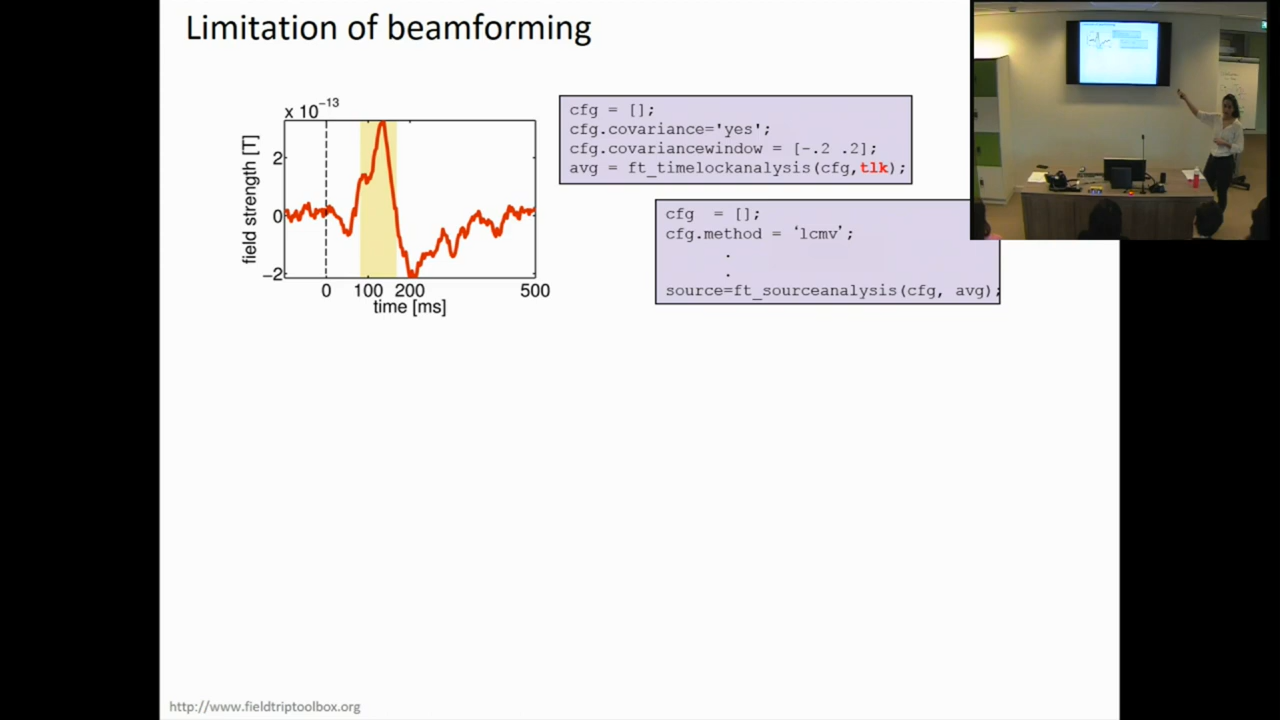 Limitation of beamforming
x 10⁻¹³
2
0
−2
field strength [T]
0 100 200 500
time [ms]
cfg = [];
cfg.covariance='yes';
cfg.covariancewindow = [-.2 .2];
avg = ft_timelockanalysis(cfg,tlk);
cfg = [];
cfg.method = ‘lcmv’;
.
.
source=ft_sourceanalysis(cfg, avg);
http://www.fieldtriptoolbox.org